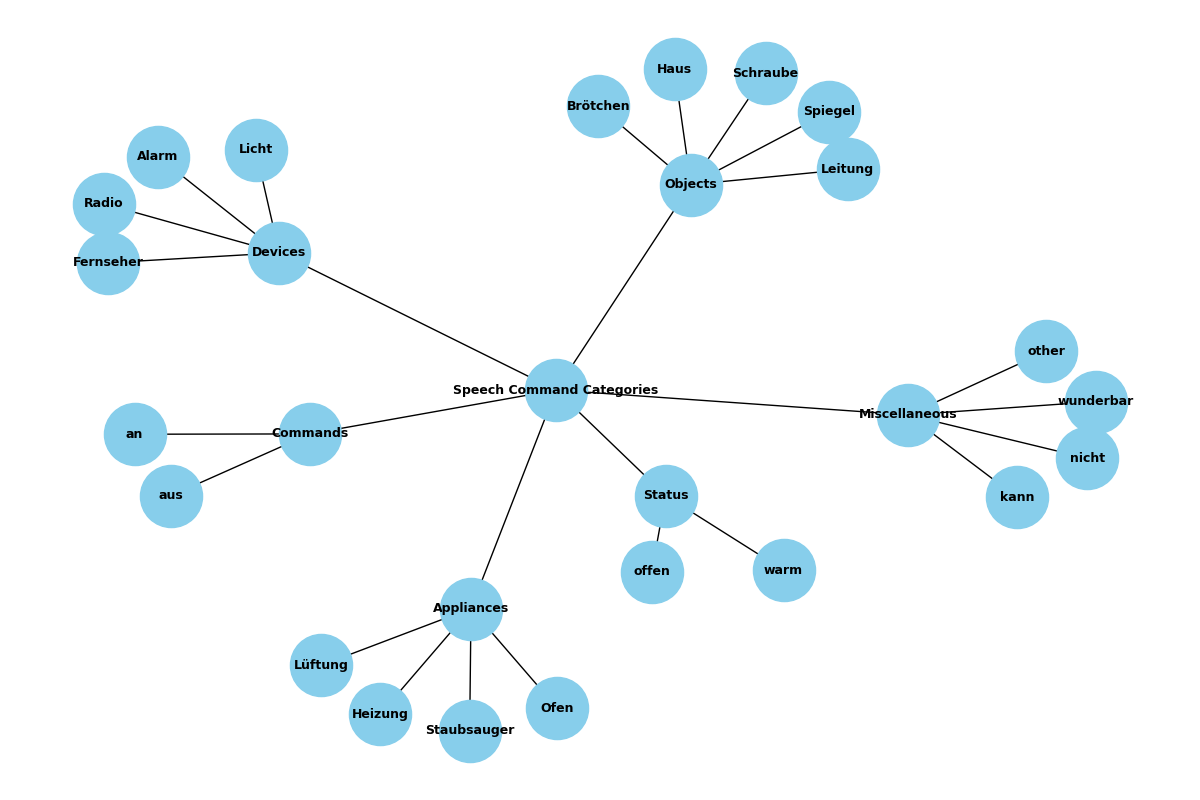 Haus
Schraube
Brötchen
Spiegel
Licht
Alarm
Leitung
Objects
Radio
Devices
Fernseher
other
Speech Command Categories
wunderbar
Miscellaneous
an
Commands
nicht
aus
Status
kann
offen
warm
Appliances
Lüftung
Heizung
Ofen
Staubsauger